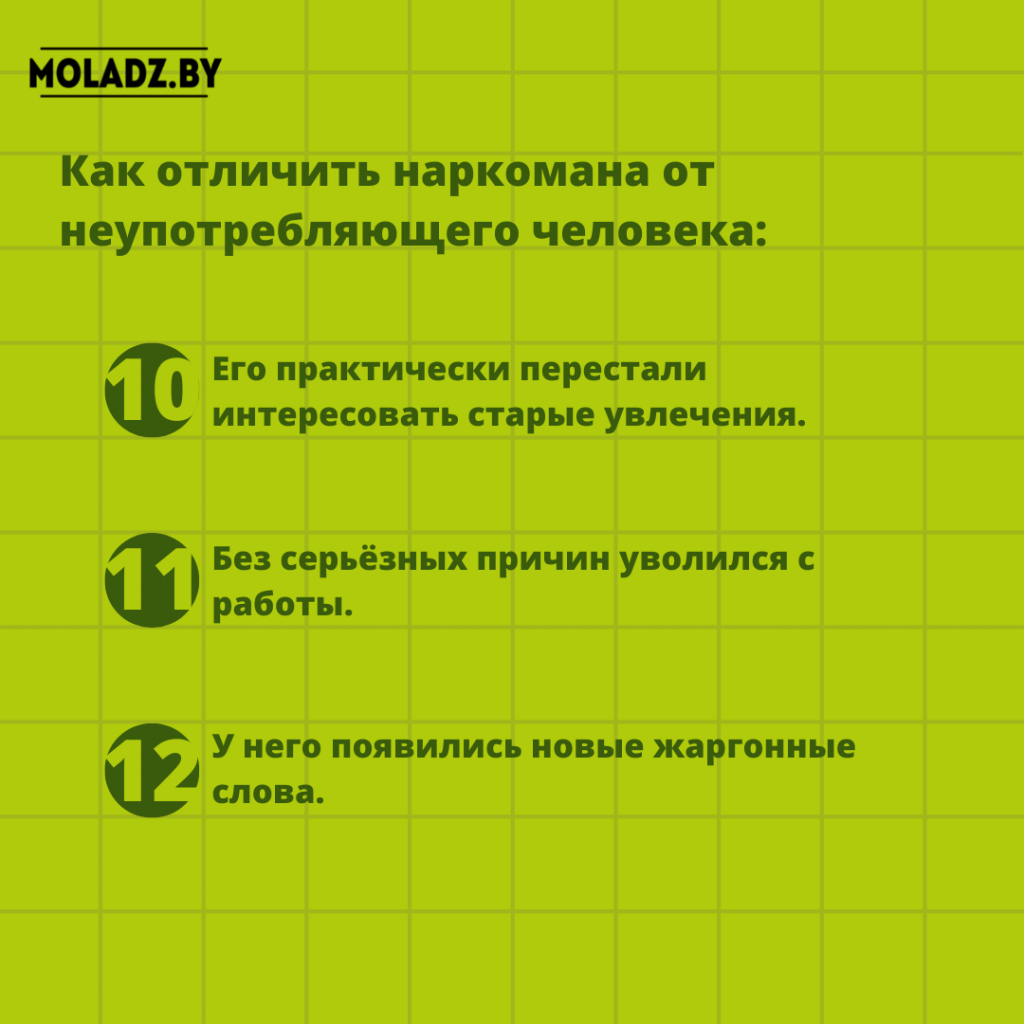 MOLADZ.BY
Как отличить наркомана от
неупотребляющего человека:
10
Его практически перестали
интересовать старые увлечения.
11
Без серьёзных причин уволился с
работы.
12
У него появились новые жаргонные
слова.